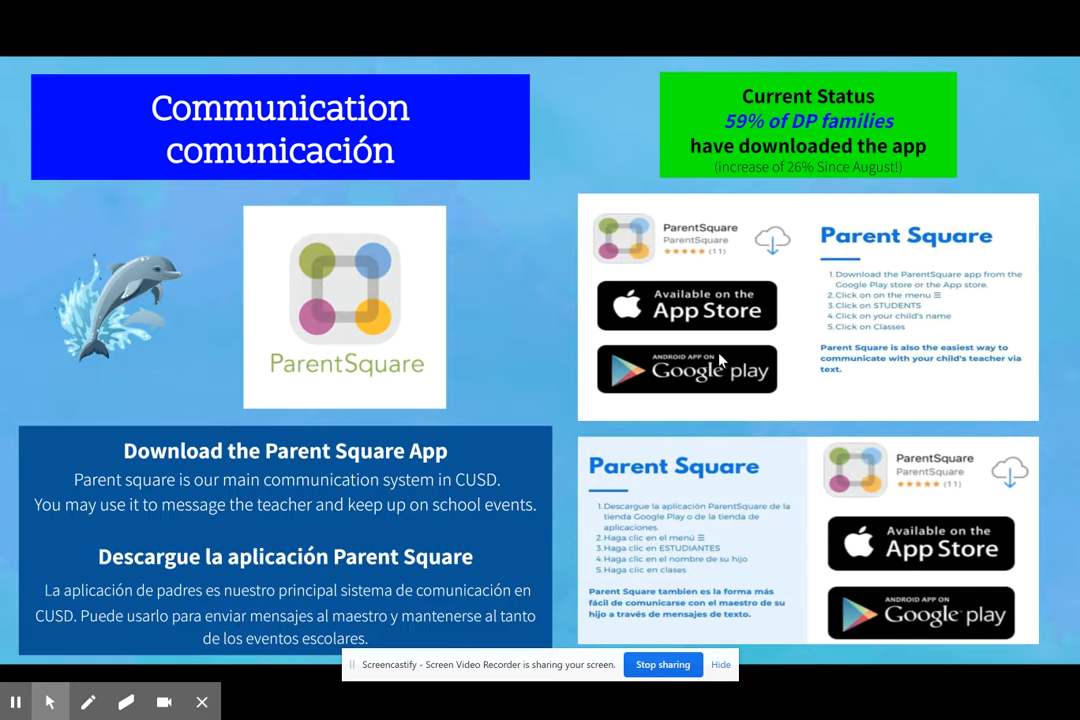 Communication
comunicación
Current Status
59% of DP families
have downloaded the app
(increase of 26% Since August!)
ParentSquare
Download the Parent Square App
Parent square is our main communication system in CUSD.
You may use it to message the teacher and keep up on school events.
Descargue la aplicación Parent Square
La aplicación de padres es nuestro principal sistema de comunicación en
CUSD. Puede usarlo para enviar mensajes al maestro y mantenerse al tanto
de los eventos escolares.
ParentSquare
ParentSquare
★★★★★ (11)
Available on the
App Store
ANDROID APP ON
Google play
Parent Square
1. Download the ParentSquare app from the
Google Play store or the App store.
2. Click on on the menu ☰
3. Click on STUDENTS
4. Click on your child's name
5. Click on Classes
Parent Square is also the easiest way to
communicate with your child's teacher via
text.
Parent Square
1. Descargue la aplicación ParentSquare de la
tienda Google Play o de la tienda de
aplicaciones.
2. Haga clic en el menú ☰
3. Haga clic en ESTUDIANTES
4. Haga clic en el nombre de su hijo
5. Haga clic en clases
Parent Square tambien es la forma más
fácil de comunicarse con el maestro de su
hijo a través de mensajes de texto.
ParentSquare
ParentSquare
★★★★★ (11)
Available on the
App Store
ANDROID APP ON
Google play
Screencastify - Screen Video Recorder is sharing your screen.
Stop sharing
Hide